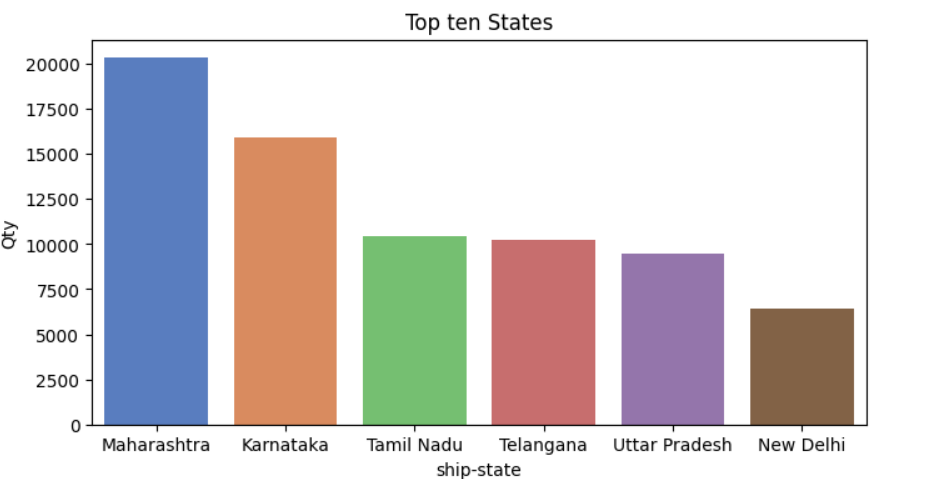 Top ten States
Qty
20000
17500
15000
12500
10000
7500
5000
2500
0
Maharashtra Karnataka Tamil Nadu Telangana Uttar Pradesh New Delhi
ship-state